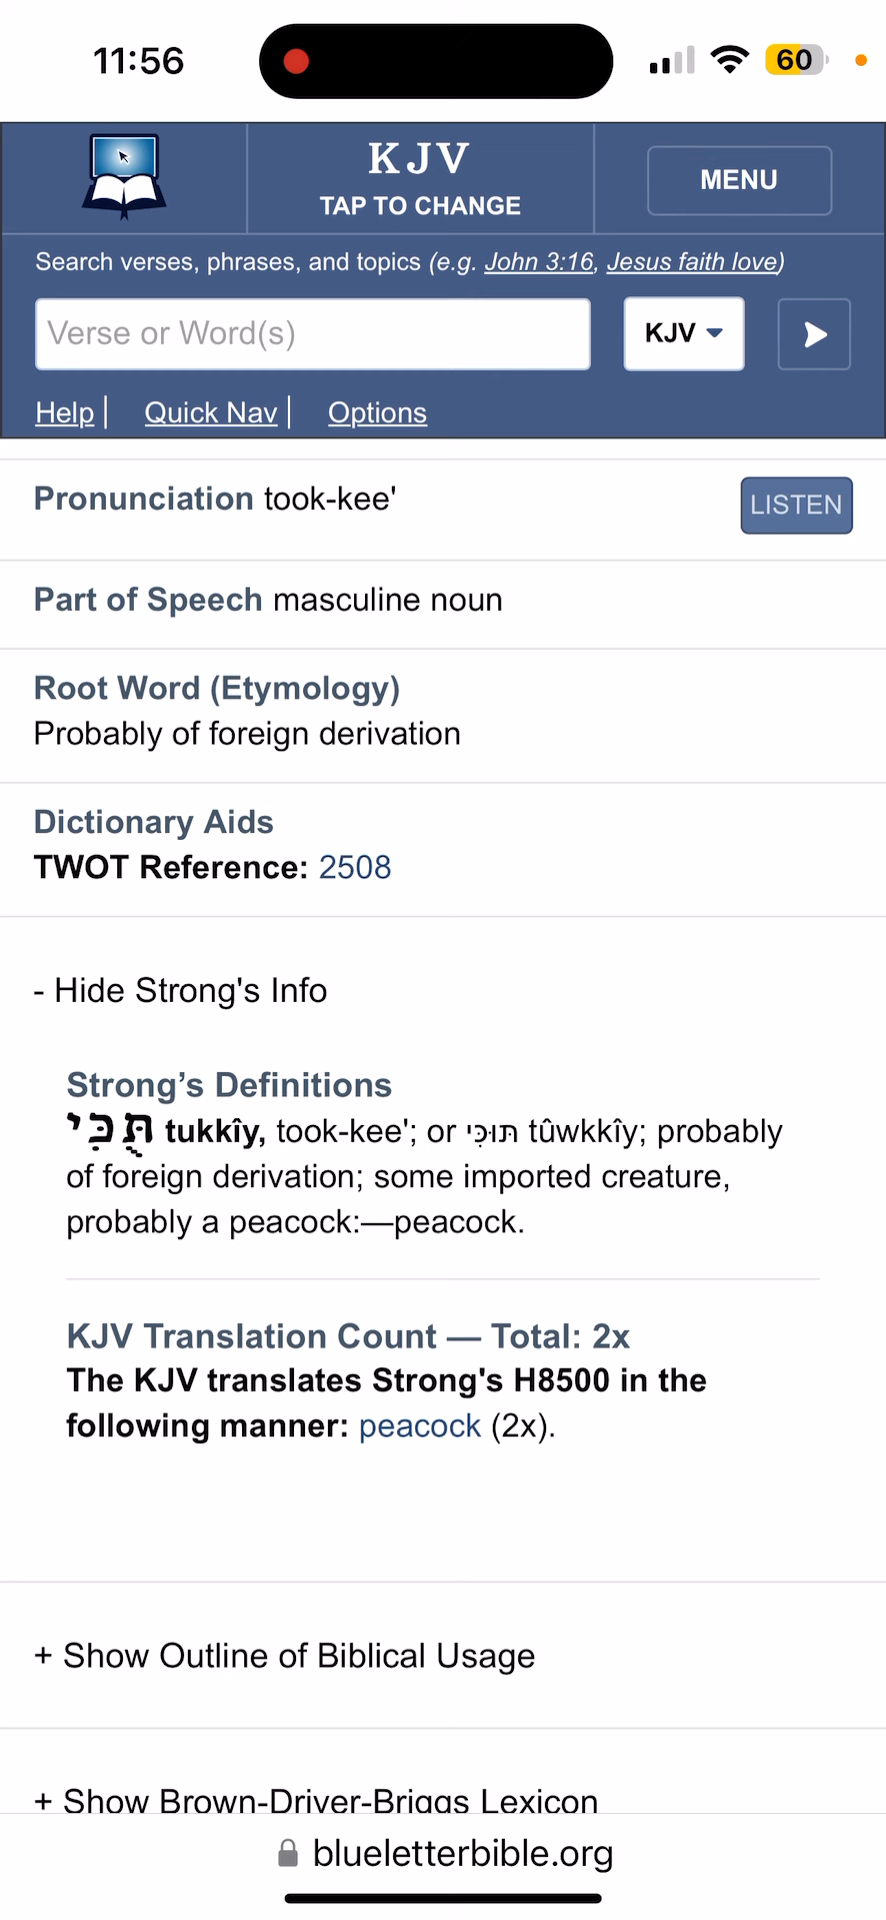 11:56
60
KJV
TAP TO CHANGE
MENU
Search verses, phrases, and topics (e.g. John 3:16, Jesus faith love)
Verse or Word(s)
KJV
Help | Quick Nav | Options
Pronunciation took-kee'
LISTEN
Part of Speech masculine noun
Root Word (Etymology)
Probably of foreign derivation
Dictionary Aids
TWOT Reference: 2508
- Hide Strong's Info
Strong’s Definitions
תֻּכִּי tukkîy, took-kee'; or תּוּכִּי tûwkkîy; probably
of foreign derivation; some imported creature,
probably a peacock:—peacock.
KJV Translation Count — Total: 2x
The KJV translates Strong's H8500 in the
following manner: peacock (2x).
+ Show Outline of Biblical Usage
+ Show Brown-Driver-Briggs Lexicon
blueletterbible.org